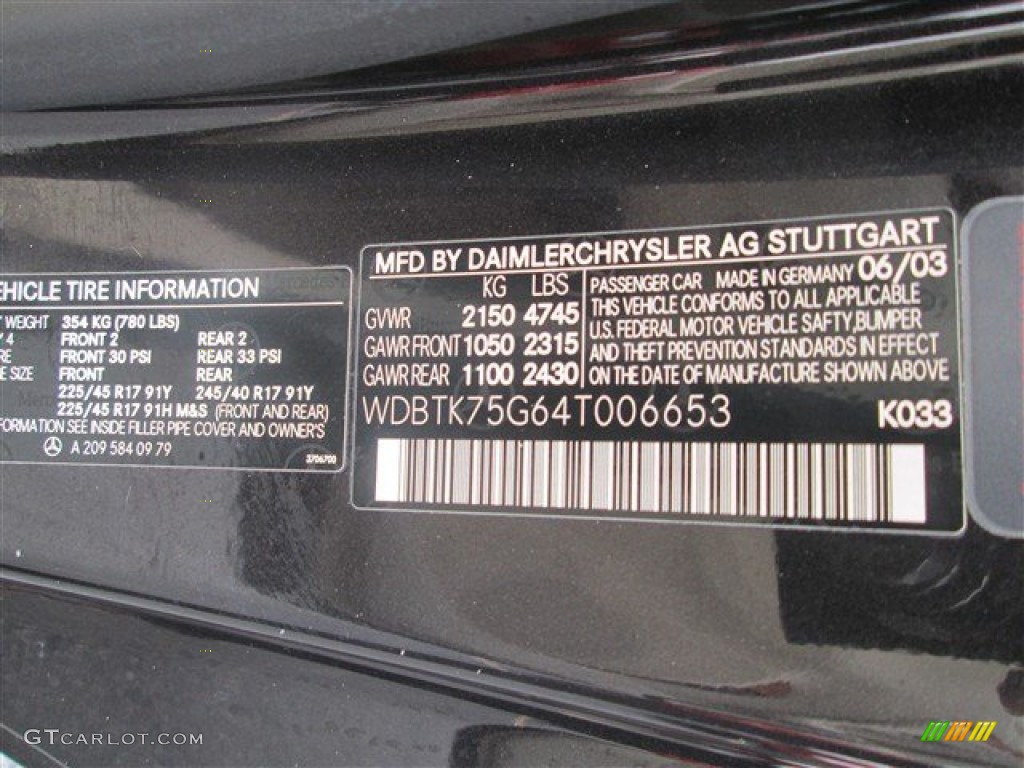 EHICLE TIRE INFORMATION
T WEIGHT 354 KG (780 LBS)
Y 4 FRONT 2 REAR 2
RE FRONT 30 PSI REAR 33 PSI
E SIZE FRONT REAR
225/45 R17 91Y 245/40 R17 91Y
225/45 R17 91H M&S (FRONT AND REAR)
FORMATION SEE INSIDE FILLER PIPE COVER AND OWNER'S
A 209 584 09 79
3706700
MFD BY DAIMLERCHRYSLER AG STUTTGART
KG LBS
GVWR 2150 4745
GAWR FRONT 1050 2315
GAWR REAR 1100 2430
PASSENGER CAR MADE IN GERMANY 06/03
THIS VEHICLE CONFORMS TO ALL APPLICABLE
U.S. FEDERAL MOTOR VEHICLE SAFTY,BUMPER
AND THEFT PREVENTION STANDARDS IN EFFECT
ON THE DATE OF MANUFACTURE SHOWN ABOVE
WDBTK75G64T006653 K033
GTCARLOT.COM